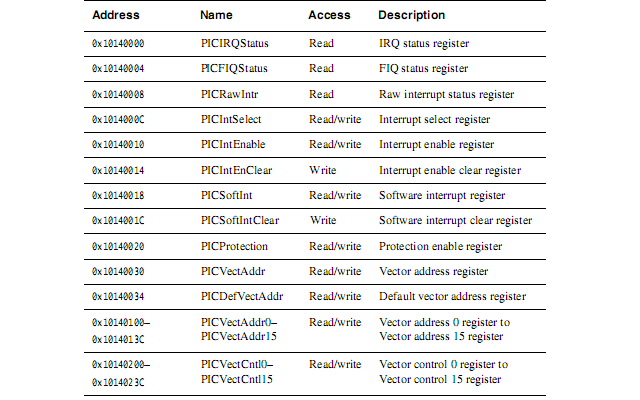 Address Name Access Description
0x10140000 PICIRQStatus Read IRQ status register
0x10140004 PICFIQStatus Read FIQ status register
0x10140008 PICRawIntr Read Raw interrupt status register
0x1014000C PICIntSelect Read/write Interrupt select register
0x10140010 PICIntEnable Read/write Interrupt enable register
0x10140014 PICIntEnClear Write Interrupt enable clear register
0x10140018 PICSoftInt Read/write Software interrupt register
0x1014001C PICSoftIntClear Write Software interrupt clear register
0x10140020 PICProtection Read/write Protection enable register
0x10140030 PICVectAddr Read/write Vector address register
0x10140034 PICDefVectAddr Read/write Default vector address register
0x10140100– PICVectAddr0– Read/write Vector address 0 register to
0x1014013C PICVectAddr15 Vector address 15 register
0x10140200– PICVectCntl0– Read/write Vector control 0 register to
0x1014023C PICVectCntl15 Vector control 15 register